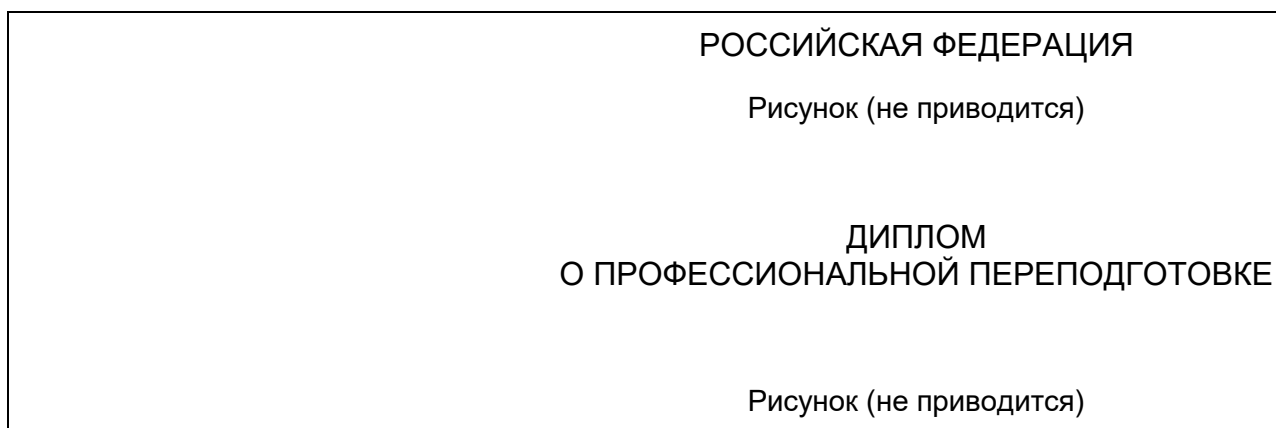 РОССИЙСКАЯ ФЕДЕРАЦИЯ
Рисунок (не приводится)
ДИПЛОМ
О ПРОФЕССИОНАЛЬНОЙ ПЕРЕПОДГОТОВКЕ
Рисунок (не приводится)